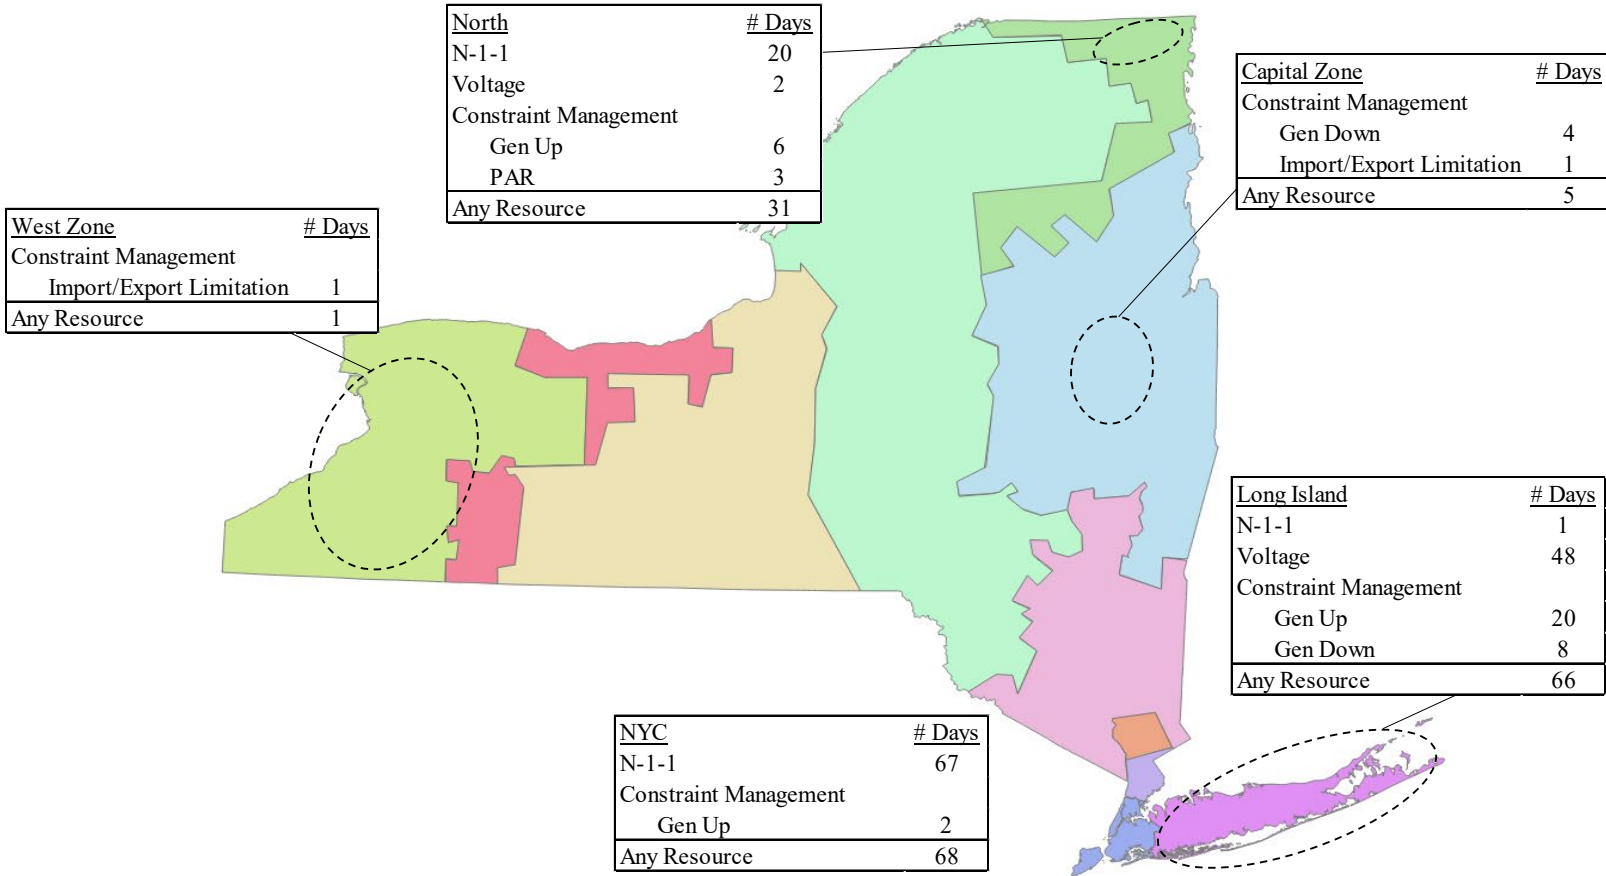 North # Days
N-1-1 20
Voltage 2
Constraint Management
Gen Up 6
PAR 3
Any Resource 31
Capital Zone # Days
Constraint Management
Gen Down 4
Import/Export Limitation 1
Any Resource 5
West Zone # Days
Constraint Management
Import/Export Limitation 1
Any Resource 1
Long Island # Days
N-1-1 1
Voltage 48
Constraint Management
Gen Up 20
Gen Down 8
Any Resource 66
NYC # Days
N-1-1 67
Constraint Management
Gen Up 2
Any Resource 68